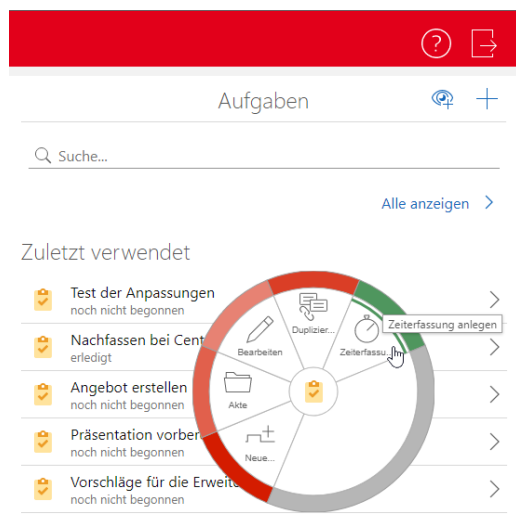 Aufgaben
Suche...
Alle anzeigen
Zuletzt verwendet
Test der Anpassungen
noch nicht begonnen
Nachfassen bei Cent
erledigt
Angebot erstellen
noch nicht begonnen
Präsentation vorber
noch nicht begonnen
Vorschläge für die Erweite
noch nicht begonnen
Duplizier...
Zeiterfassung anlegen
Bearbeiten
Zeiterfassu...
Akte
Neue...